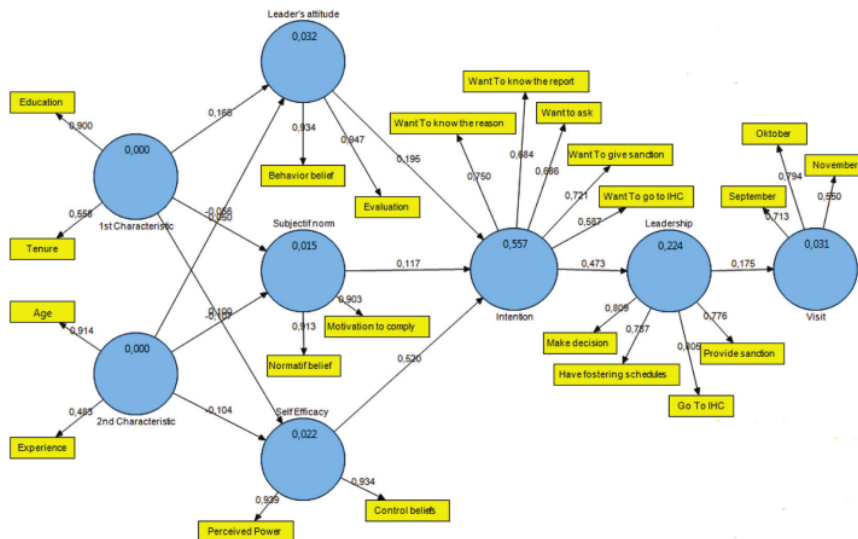 Leader's attitude
0,032
Want To know the report
Education
Want To know the reason
Want to ask
Oktober
0,900
0,166
0,934
0,947
0,195
0,750
0,684
0,686
Want To give sanction
November
0,000
Behavior belief
0,721
Want To go to IHC
September
0,794
0,550
0,558
Evaluation
0,587
0,713
Tenure
1st Characteristic
Subjectif norm
Leadership
0,015
0,557
0,224
0,031
0,117
0,473
0,175
Age
0,903
Intention
Visit
0,914
0,913
Motivation to comply
0,809
0,787
0,776
0,000
Make decision
Provide sanction
Normatif belief
0,520
Have fostering schedules
0,483
-0,104
Experience
2nd Characteristic
Self Efficacy
Go To IHC
0,022
0,939
0,934
Control beliefs
Perceived Power